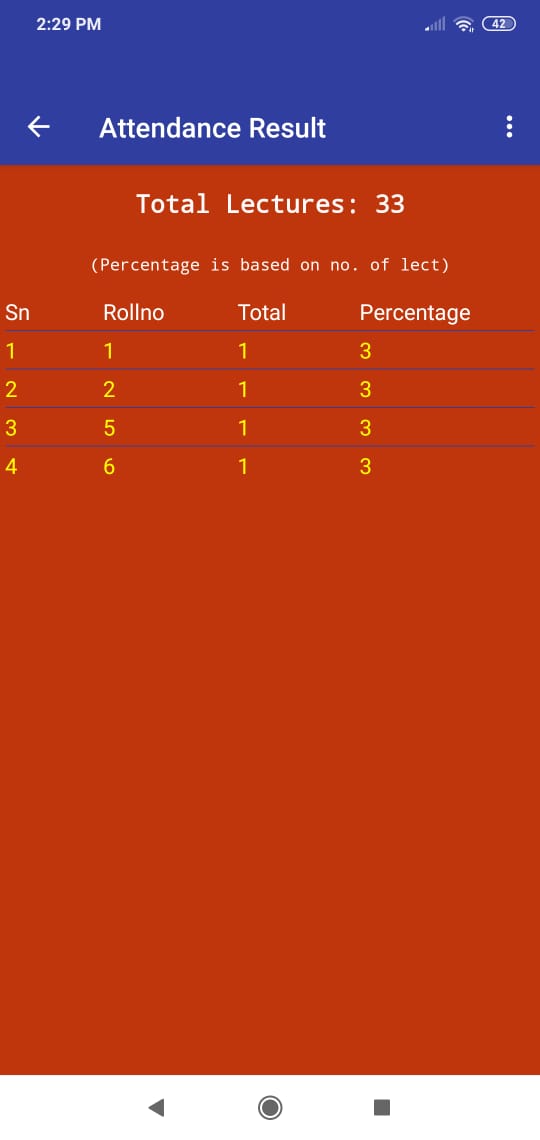 2:29 PM 42
Attendance Result
Total Lectures: 33
(Percentage is based on no. of lect)
Sn Rollno Total Percentage
1 1 1 3
2 2 1 3
3 5 1 3
4 6 1 3